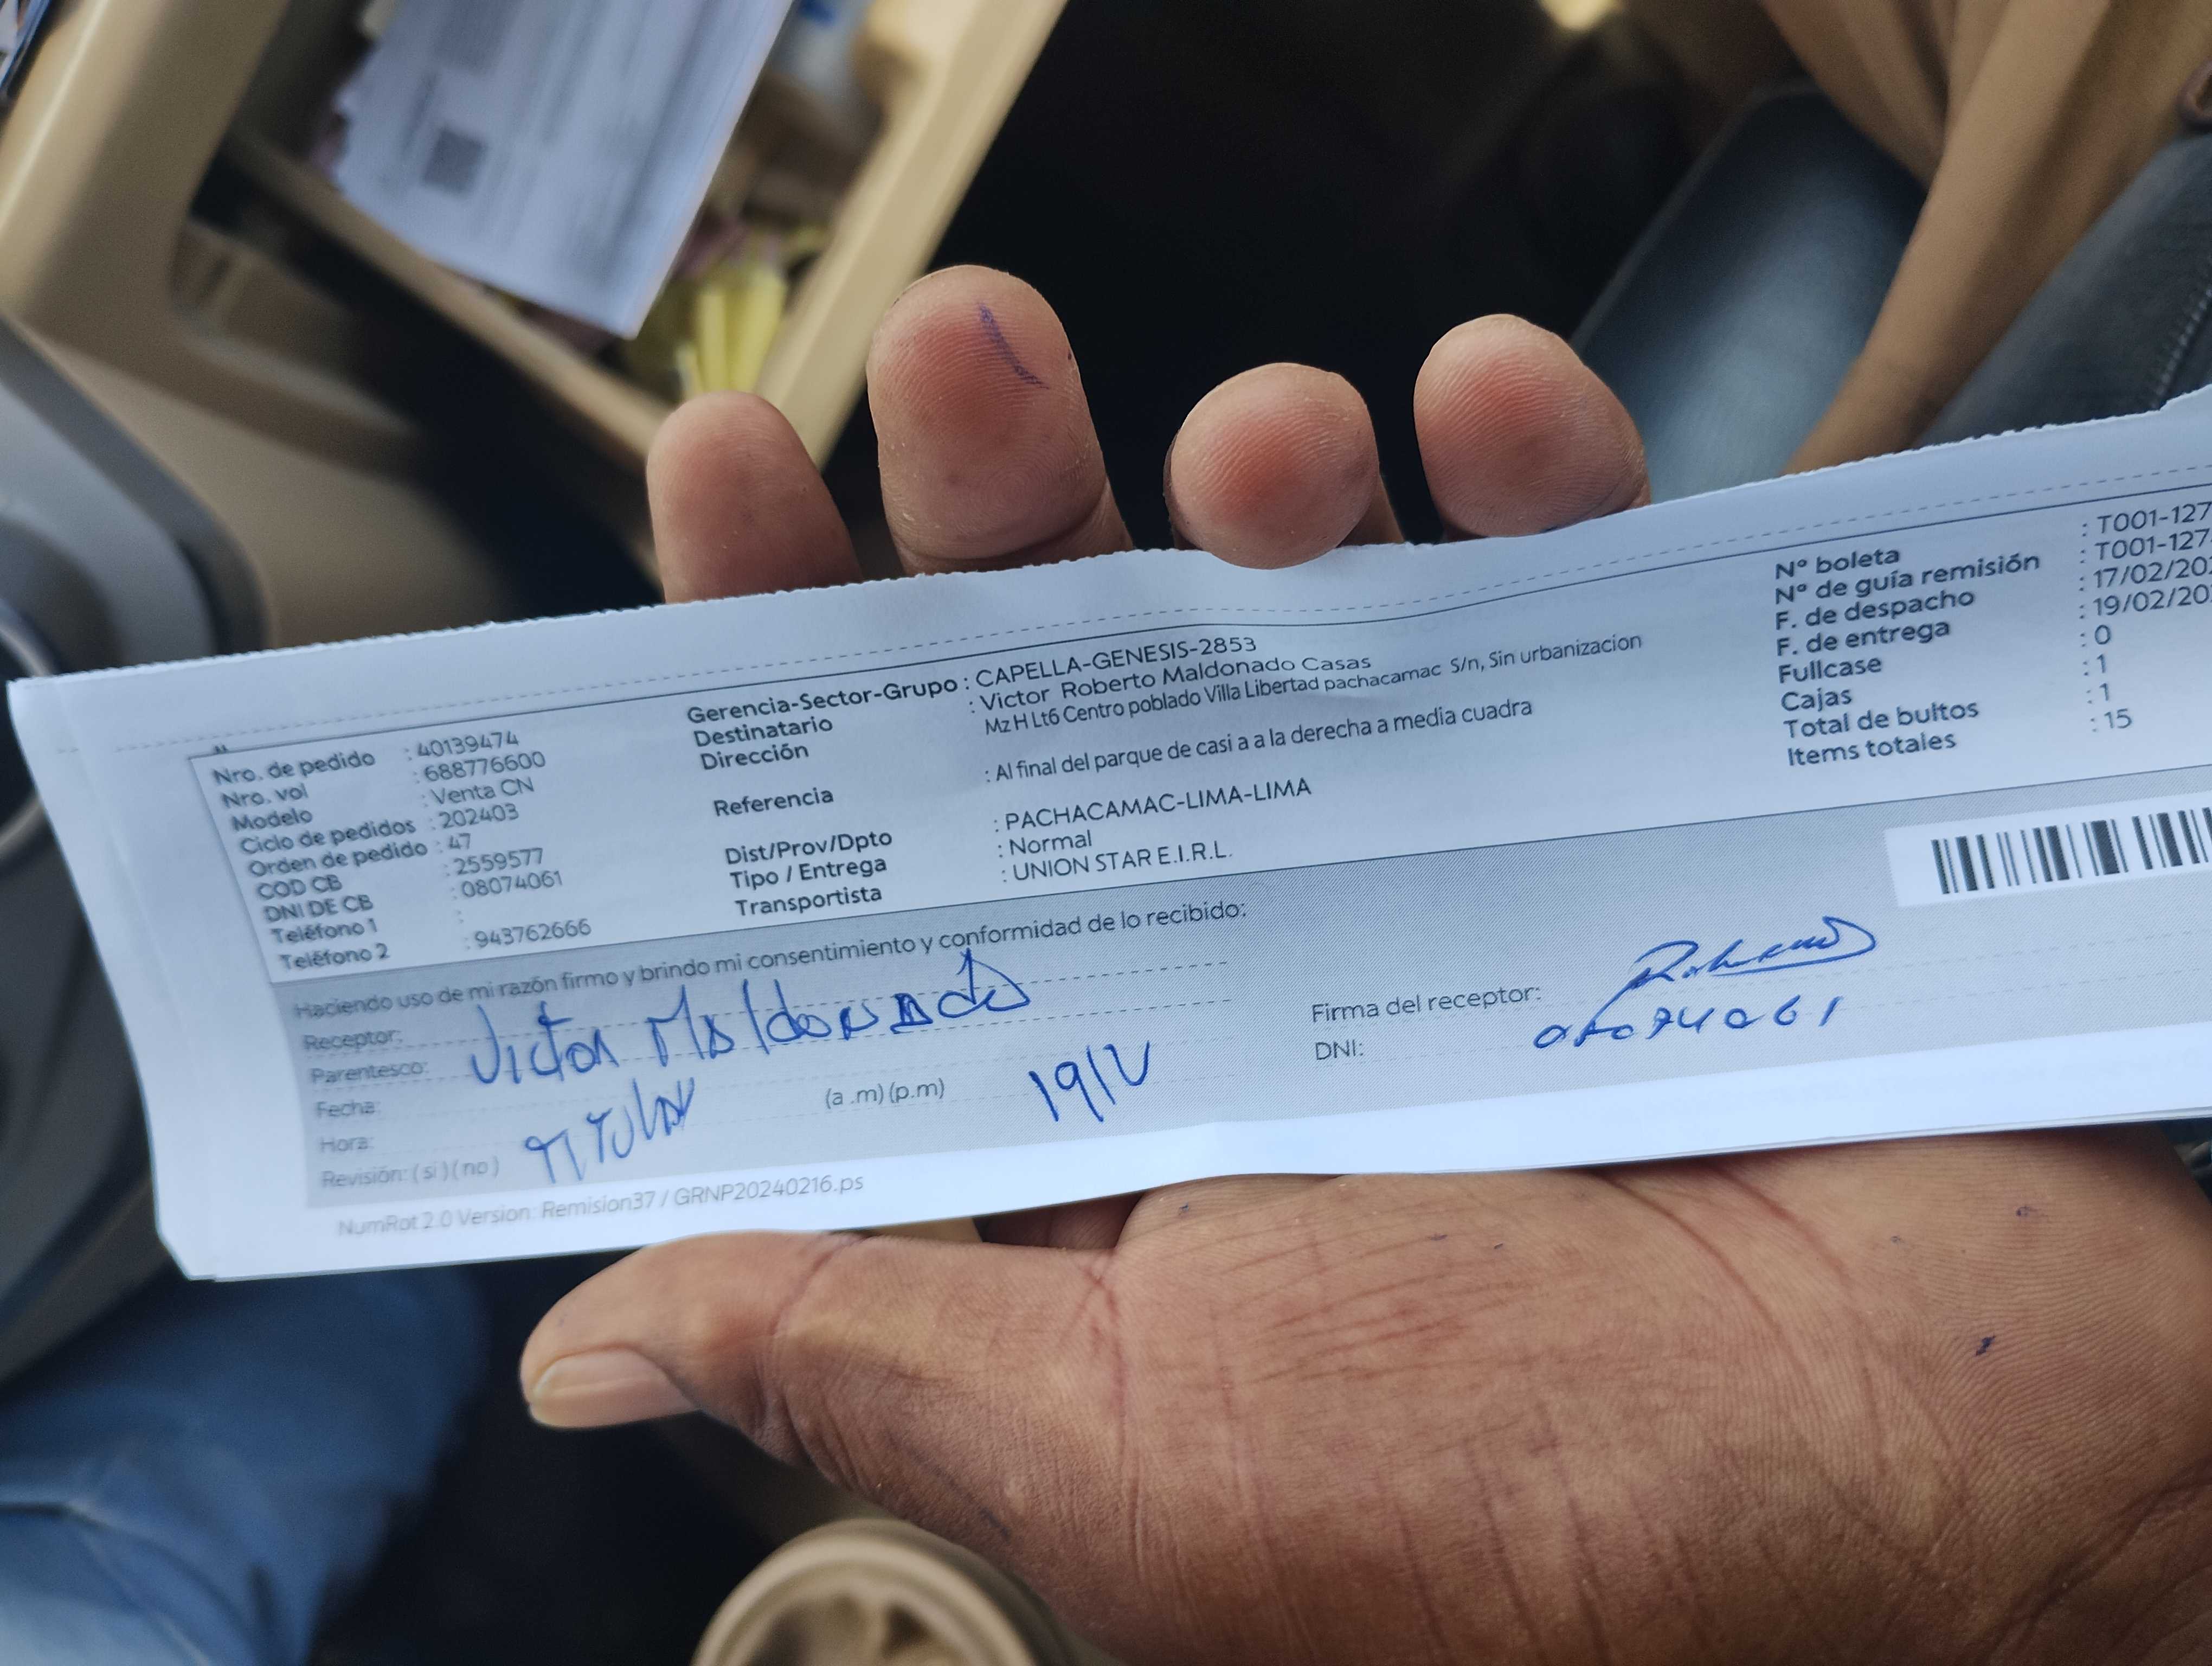 Nro. de pedido : 40139474
Nro. vol : 688776600
Modelo : Venta CN
Ciclo de pedidos : 202403
Orden de pedido : 47
COD CB : 2559577
DNI DE CB : 08074061
Teléfono 1 :
Teléfono 2 : 943762666
Gerencia-Sector-Grupo : CAPELLA-GENESIS-2853
Destinatario : Victor Roberto Maldonado Casas
Dirección Mz H Lt6 Centro poblado Villa Libertad pachacamac S/n, Sin urbanizacion
Referencia : Al final del parque de casi a a la derecha a media cuadra
Dist/Prov/Dpto : PACHACAMAC-LIMA-LIMA
Tipo / Entrega : Normal
Transportista : UNION STAR E.I.R.L.
Nº boleta : T001-127
Nº de guía remisión : T001-127
F. de despacho : 17/02/20
F. de entrega : 19/02/20
Fullcase : 0
Cajas : 1
Total de bultos : 1
Items totales : 15
Haciendo uso de mi razón firmo y brindo mi consentimiento y conformidad de lo recibido:
Receptor: Victor Maldonado
Parentesco:
Fecha:
Hora: (a .m) (p.m)
Revisión: (si) (no) TITULAR
Firma del receptor:
DNI: 08074061
NumRot 2.0 Version: Remision37 / GRNP20240216.ps